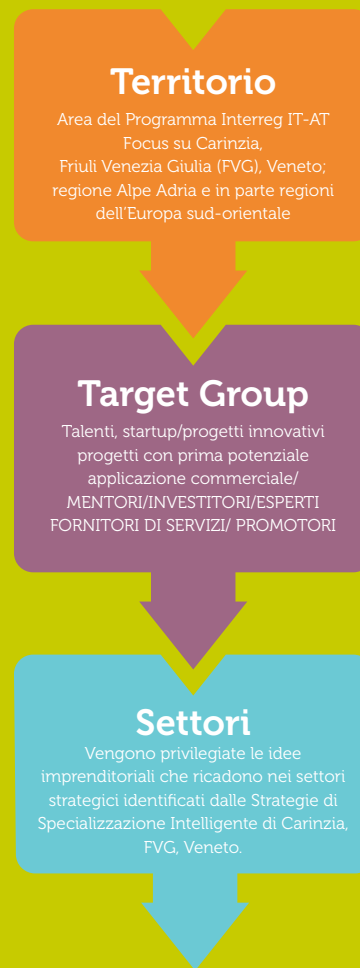 Territorio
Area del Programma Interreg IT-AT
Focus su Carinzia,
Friuli Venezia Giulia (FVG), Veneto;
regione Alpe Adria e in parte regioni
dell'Europa sud-orientale
Target Group
Talenti, startup/progetti innovativi
progetti con prima potenziale
applicazione commerciale/
MENTORI/INVESTITORI/ESPERTI
FORNITORI DI SERVIZI/ PROMOTORI
Settori
Vengono privilegiate le idee
imprenditoriali che ricadono nei settori
strategici identificati dalle Strategie di
Specializzazione Intelligente di Carinzia,
FVG, Veneto.